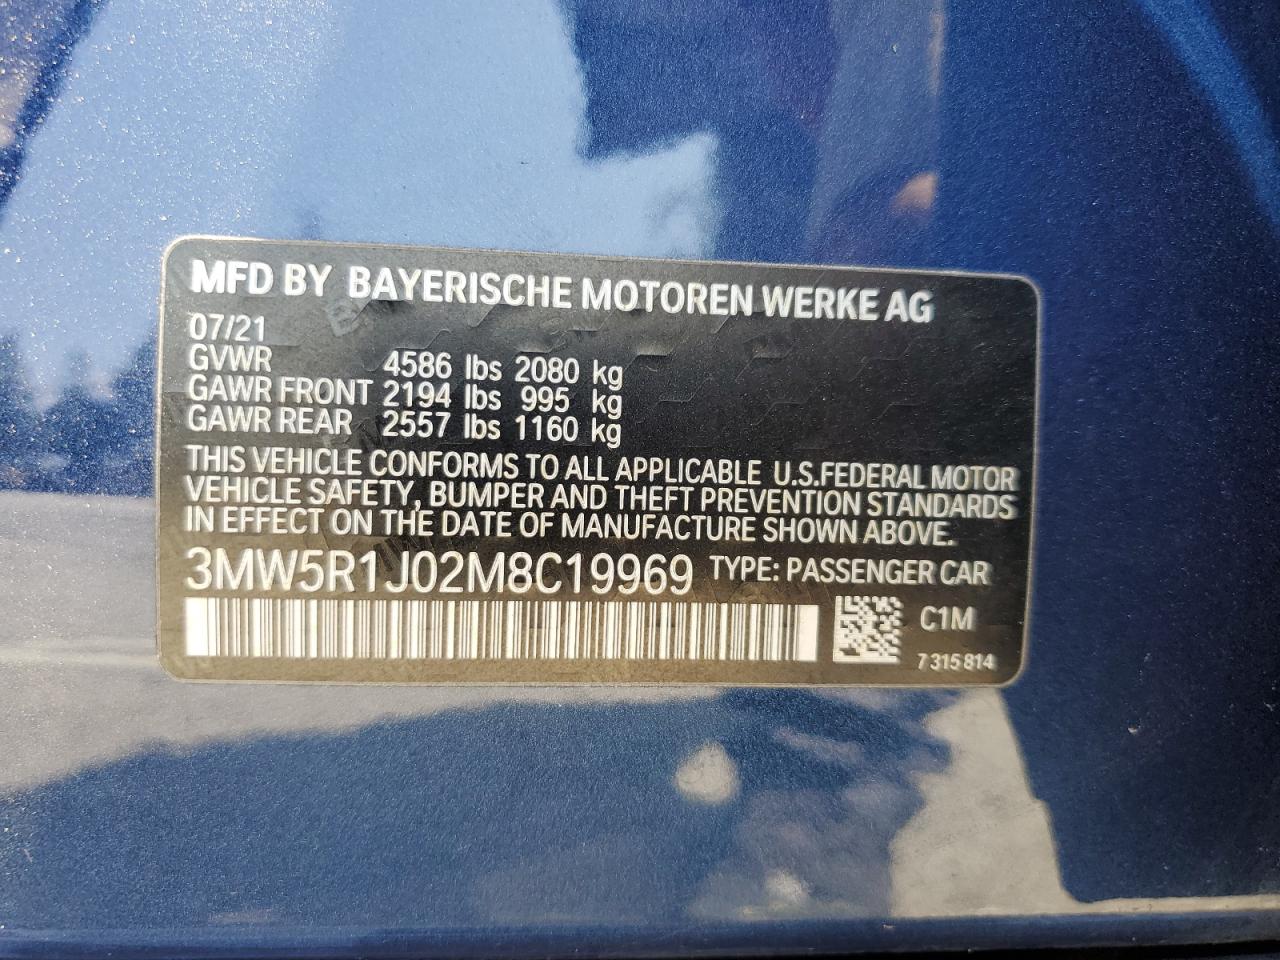 MFD BY BAYERISCHE MOTOREN WERKE AG
07/21
GVWR 4586 lbs 2080 kg
GAWR FRONT 2194 lbs 995 kg
GAWR REAR 2557 lbs 1160 kg
THIS VEHICLE CONFORMS TO ALL APPLICABLE U.S.FEDERAL MOTOR
VEHICLE SAFETY, BUMPER AND THEFT PREVENTION STANDARDS
IN EFFECT ON THE DATE OF MANUFACTURE SHOWN ABOVE.
3MW5R1J02M8C19969 TYPE: PASSENGER CAR
C1M
7 315 814